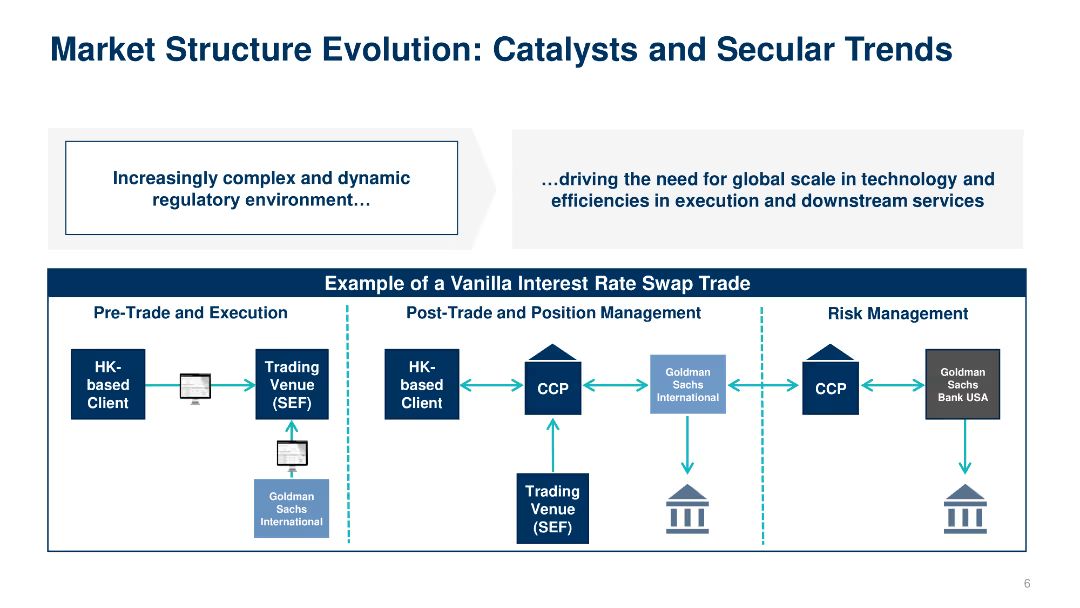 Market Structure Evolution: Catalysts and Secular Trends
Increasingly complex and dynamic
regulatory environment…
…driving the need for global scale in technology and
efficiencies in execution and downstream services
Example of a Vanilla Interest Rate Swap Trade
Pre-Trade and Execution
HK-
based
Client
Trading
Venue
(SEF)
Goldman
Sachs
International
Post-Trade and Position Management
HK-
based
Client
CCP
Goldman
Sachs
International
Trading
Venue
(SEF)
Risk Management
CCP
Goldman
Sachs
Bank USA
6